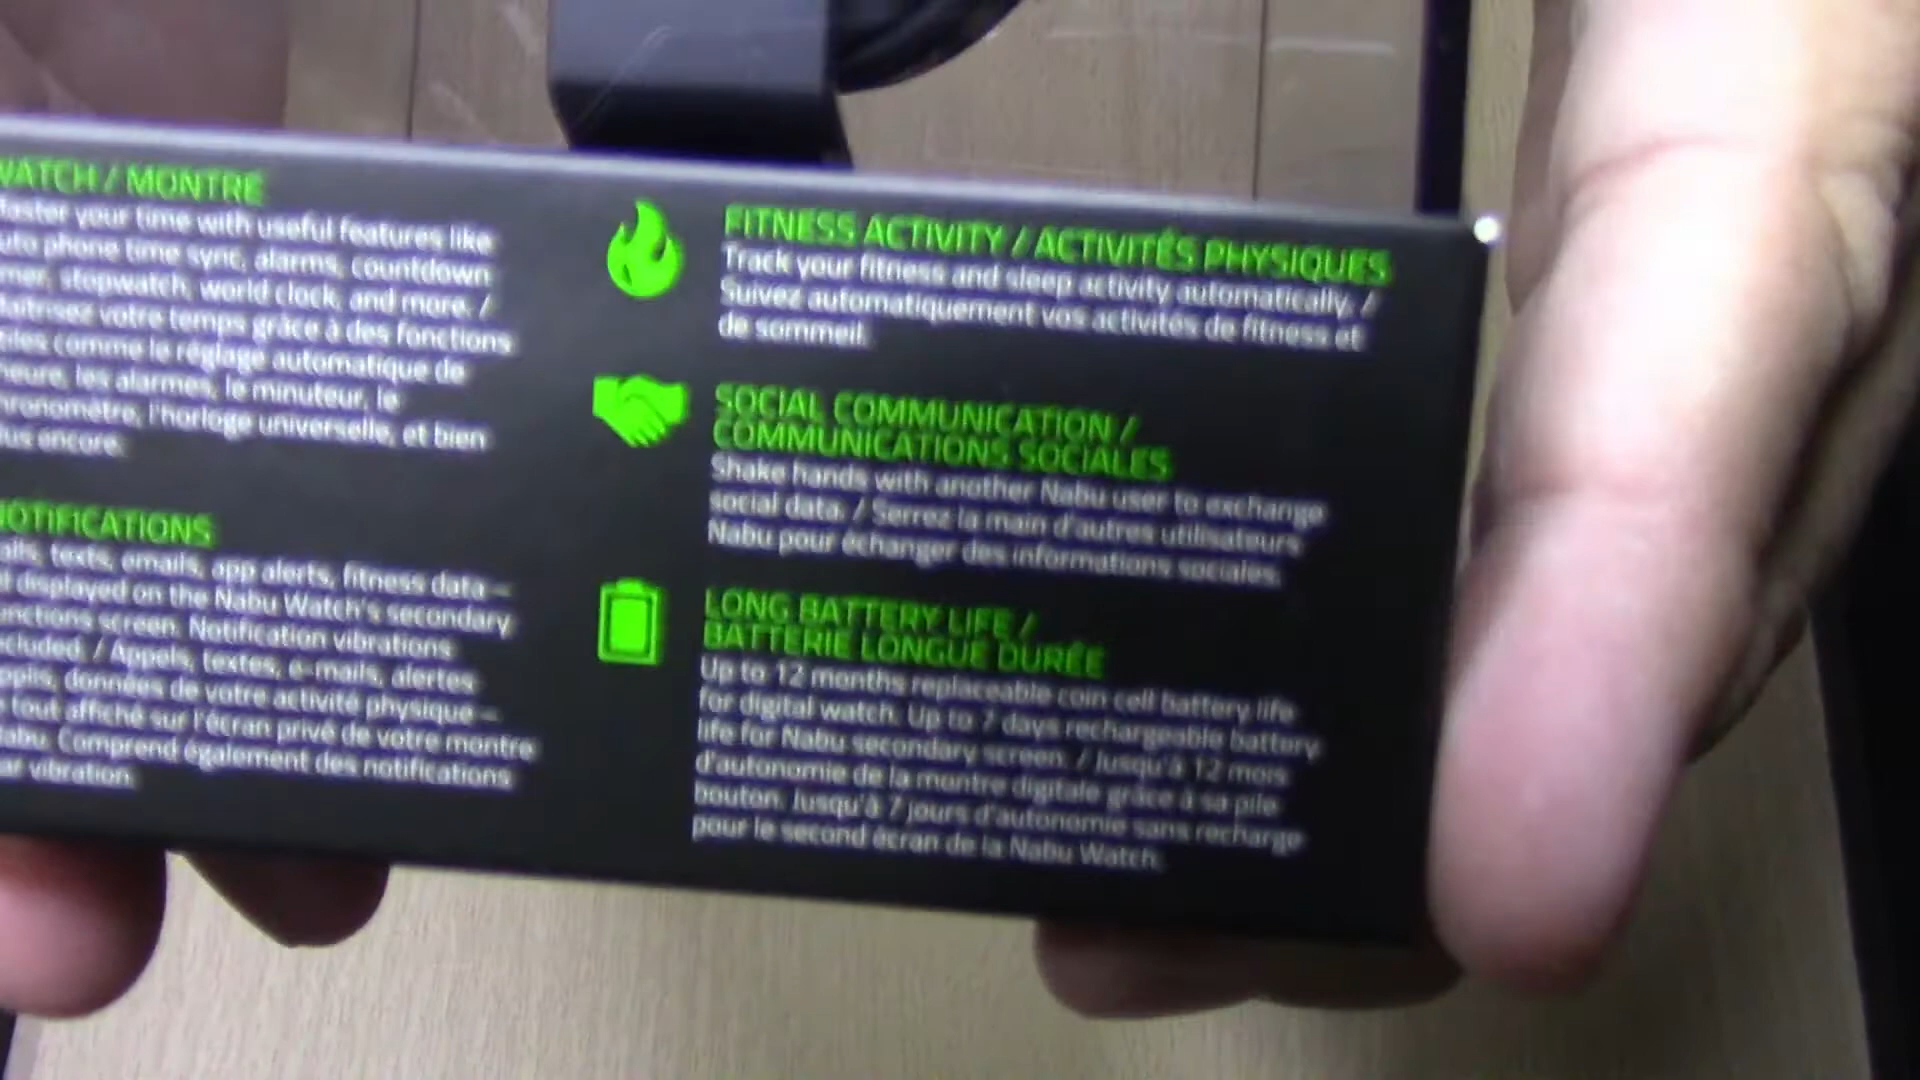 WATCH / MONTRE
Master your time with useful features like
auto phone time sync, alarms, countdown
timer, stopwatch, world clock, and more. /
Maîtrisez votre temps grâce à des fonctions
utiles comme le réglage automatique de
heure, les alarmes, le minuteur, le
chronomètre, l'horloge universelle, et bien
plus encore.
NOTIFICATIONS
alls, texts, emails, app alerts, fitness data –
displayed on the Nabu Watch's secondary
unctions screen. Notification vibrations
ncluded. / Appels, textes, e-mails, alertes
pplis, données de votre activité physique –
tout affiché sur l'écran privé de votre montre
Nabu. Comprend également des notifications
par vibration.
FITNESS ACTIVITY / ACTIVITÉS PHYSIQUES
Track your fitness and sleep activity automatically. /
Suivez automatiquement vos activités de fitness et
de sommeil.
SOCIAL COMMUNICATION /
COMMUNICATIONS SOCIALES
Shake hands with another Nabu user to exchange
social data. / Serrez la main d'autres utilisateurs
Nabu pour échanger des informations sociales.
LONG BATTERY LIFE /
BATTERIE LONGUE DURÉE
Up to 12 months replaceable coin cell battery life
for digital watch. Up to 7 days rechargeable battery
life for Nabu secondary screen. / Jusqu'à 12 mois
d'autonomie de la montre digitale grâce à sa pile
bouton. Jusqu'à 7 jours d'autonomie sans recharge
pour le second écran de la Nabu Watch.